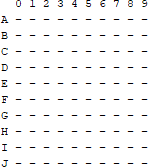 0 1 2 3 4 5 6 7 8 9
A - - - - - - - - - -
B - - - - - - - - - -
C - - - - - - - - - -
D - - - - - - - - - -
E - - - - - - - - - -
F - - - - - - - - - -
G - - - - - - - - - -
H - - - - - - - - - -
I - - - - - - - - - -
J - - - - - - - - - -